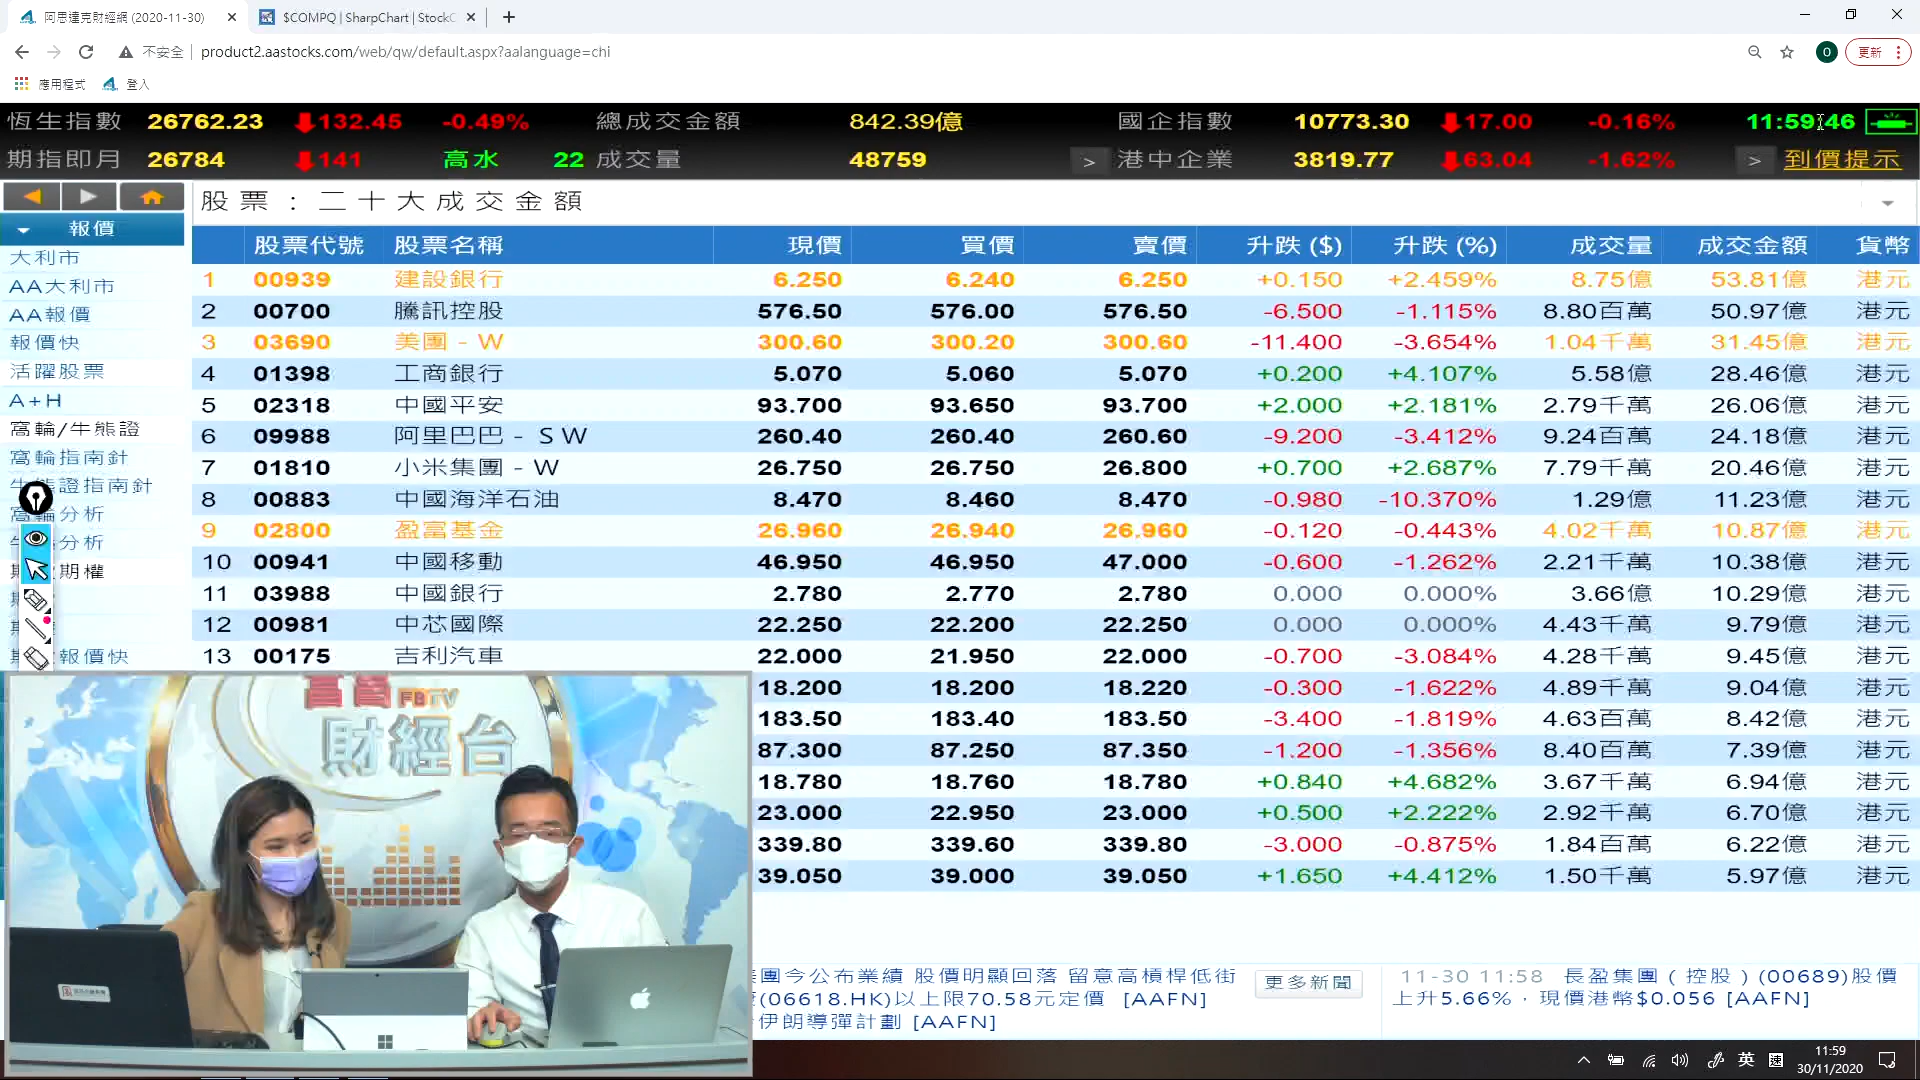 阿思達克財經網 (2020-11-30)
$COMPQ | SharpChart | StockC
不安全
product2.aastocks.com/web/qw/default.aspx?aalanguage=chi
O
更新
應用程式
登入
恆生指數 26762.23 132.45 -0.49% 總成交金額 842.39億 國企指數 10773.30 17.00 -0.16% 11:59:46
期指即月 26784 141 高水 22 成交量 48759 > 港中企業 3819.77 63.04 -1.62% > 到價提示
股票：二十大成交金額
報價
大利市
AA大利市
AA報價
報價快
活躍股票
A+H
窩輪/牛熊證
窩輪指南針
證指南針
窩輪分析
分析
期權
報價快
股票代號 股票名稱 現價 買價 賣價 升跌 ($) 升跌 (%) 成交量 成交金額 貨幣
1 00939 建設銀行 6.250 6.240 6.250 +0.150 +2.459% 8.75億 53.81億 港元
2 00700 騰訊控股 576.50 576.00 576.50 -6.500 -1.115% 8.80百萬 50.97億 港元
3 03690 美團－W 300.60 300.20 300.60 -11.400 -3.654% 1.04千萬 31.45億 港元
4 01398 工商銀行 5.070 5.060 5.070 +0.200 +4.107% 5.58億 28.46億 港元
5 02318 中國平安 93.700 93.650 93.700 +2.000 +2.181% 2.79千萬 26.06億 港元
6 09988 阿里巴巴－ＳＷ 260.40 260.40 260.60 -9.200 -3.412% 9.24百萬 24.18億 港元
7 01810 小米集團－W 26.750 26.750 26.800 +0.700 +2.687% 7.79千萬 20.46億 港元
8 00883 中國海洋石油 8.470 8.460 8.470 -0.980 -10.370% 1.29億 11.23億 港元
9 02800 盈富基金 26.960 26.940 26.960 -0.120 -0.443% 4.02千萬 10.87億 港元
10 00941 中國移動 46.950 46.950 47.000 -0.600 -1.262% 2.21千萬 10.38億 港元
11 03988 中國銀行 2.780 2.770 2.780 0.000 0.000% 3.66億 10.29億 港元
12 00981 中芯國際 22.250 22.200 22.250 0.000 0.000% 4.43千萬 9.79億 港元
13 00175 吉利汽車 22.000 21.950 22.000 -0.700 -3.084% 4.28千萬 9.45億 港元
18.200 18.200 18.220 -0.300 -1.622% 4.89千萬 9.04億 港元
183.50 183.40 183.50 -3.400 -1.819% 4.63百萬 8.42億 港元
87.300 87.250 87.350 -1.200 -1.356% 8.40百萬 7.39億 港元
18.780 18.760 18.780 +0.840 +4.682% 3.67千萬 6.94億 港元
23.000 22.950 23.000 +0.500 +2.222% 2.92千萬 6.70億 港元
339.80 339.60 339.80 -3.000 -0.875% 1.84百萬 6.22億 港元
39.050 39.000 39.050 +1.650 +4.412% 1.50千萬 5.97億 港元
FBTV
財經台
團今公布業績 股價明顯回落 留意高槓桿低街
(06618.HK)以上限70.58元定價 [AAFN]
伊朗導彈計劃 [AAFN]
更多新聞
11-30 11:58 長盈集團（控股）(00689)股價
上升5.66%，現價港幣$0.056 [AAFN]
英
速
11:59
30/11/2020